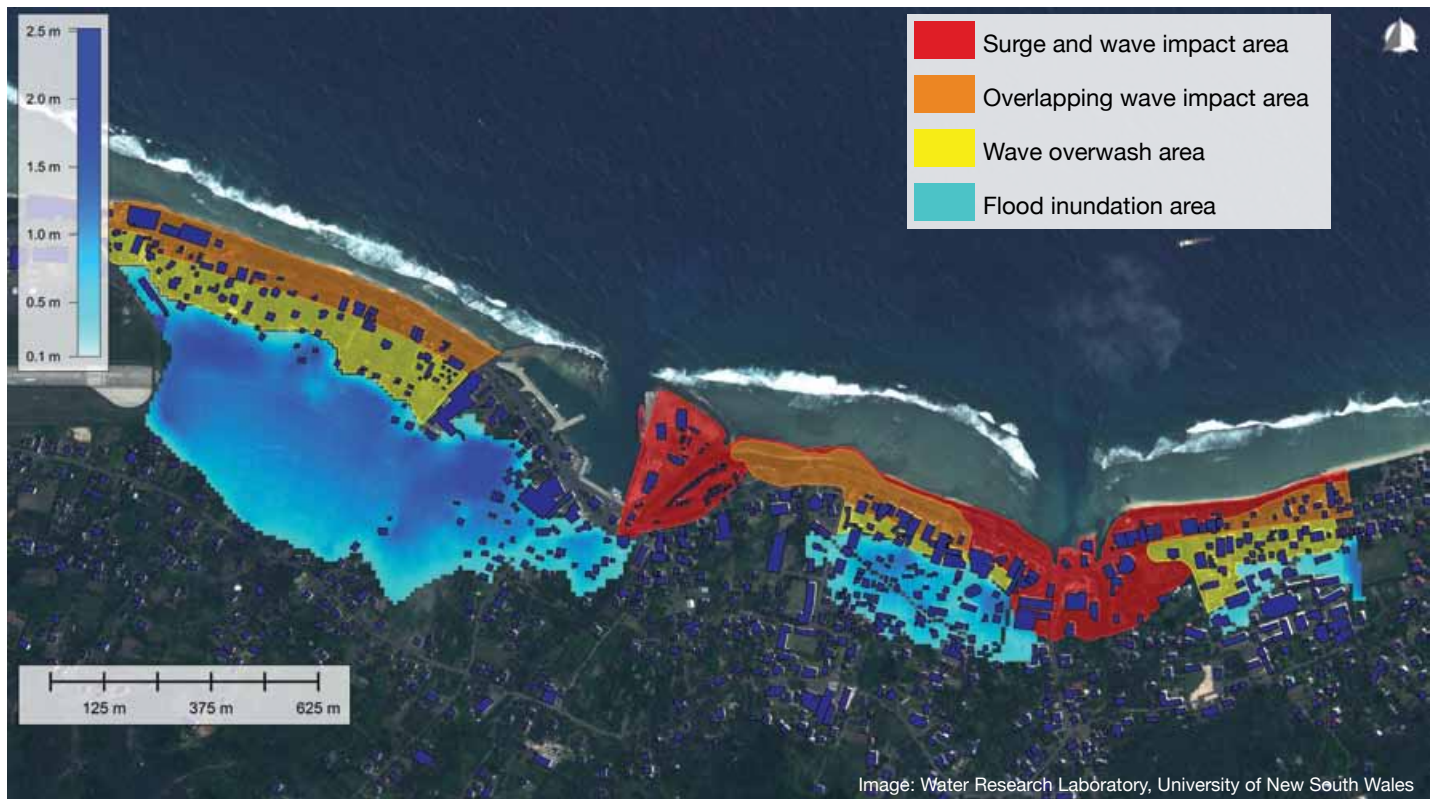 2.5 m
2.0 m
1.5 m
1.0 m
0.5 m
0.1 m
Surge and wave impact area
Overlapping wave impact area
Wave overwash area
Flood inundation area
125 m 375 m 625 m
Image: Water Research Laboratory, University of New South Wales